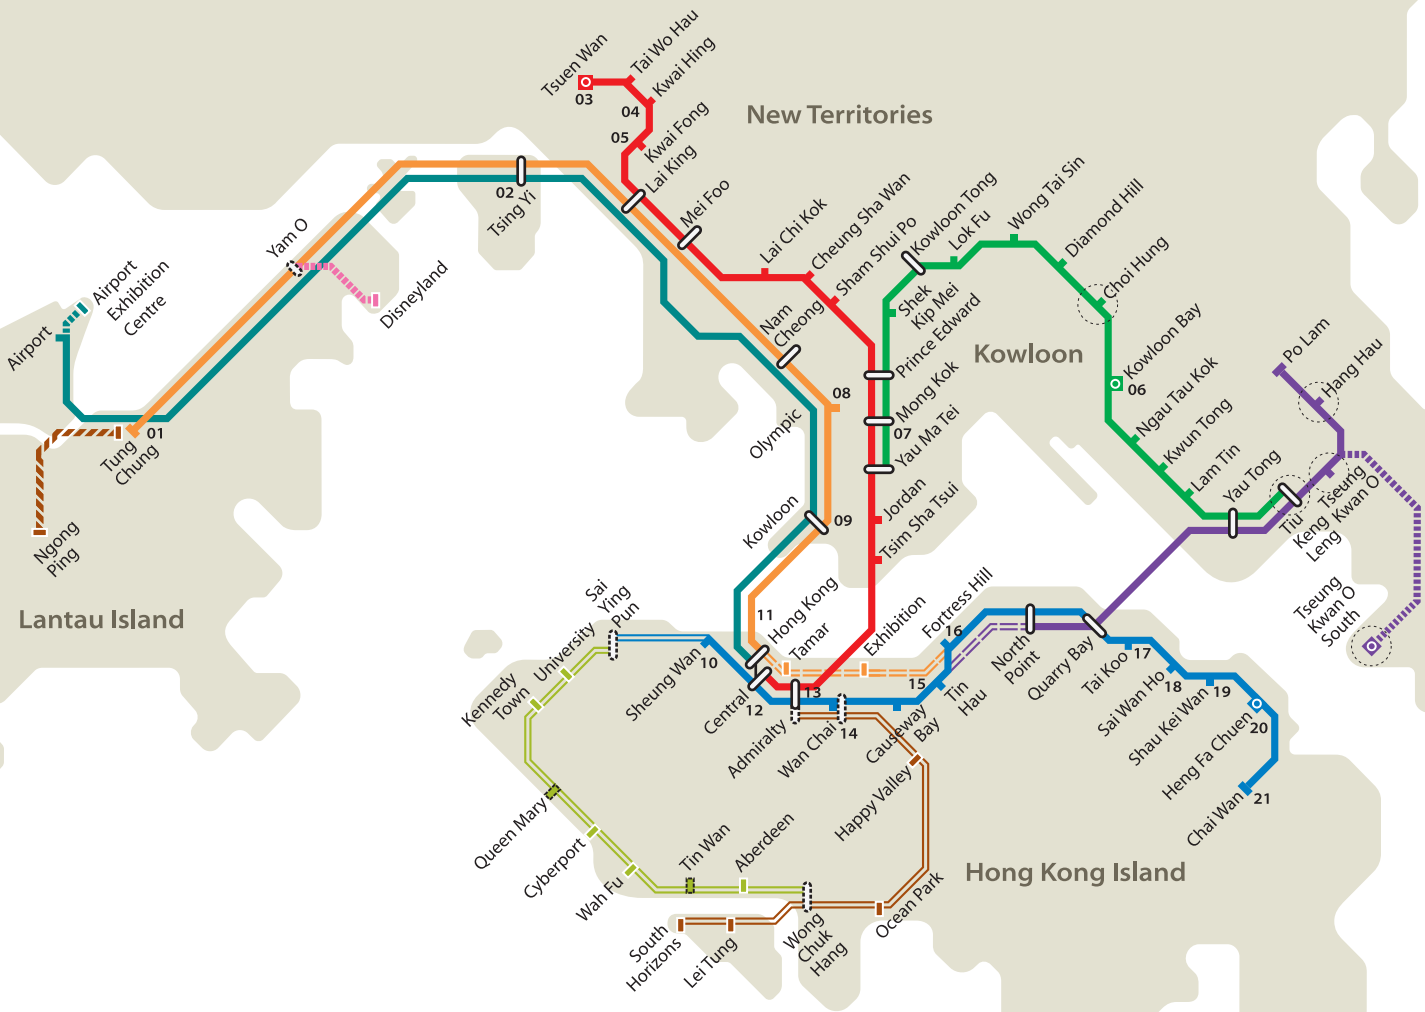 Tsuen Wan
03
Tai Wo Hau
04
Kwai Hing
05
Kwai Fong
Lai King
New Territories
Mei Foo
Lai Chi Kok
Cheung Sha Wan
Sham Shui Po
02
Tsing Yi
Yam O
Disneyland
Airport
Exhibition
Centre
Airport
01
Tung
Chung
Ngong
Ping
Lantau Island
Kowloon Tong
Lok Fu
Wong Tai Sin
Diamond Hill
Choi Hung
Shek
Kip Mei
Prince Edward
Mong Kok
07
Yau Ma Tei
Kowloon
Kowloon Bay
06
Ngau Tau Kok
Kwun Tong
Lam Tin
Yau Tong
Po Lam
Hang Hau
Tseung
Kwan O
Tiu
Keng
Leng
Tseung
Kwan O
South
Nam
Cheong
08
Olympic
Kowloon
09
Jordan
Tsim Sha Tsui
11
Hong Kong
Tamar
Exhibition
Fortress Hill
16
15
Tin
Hau
North
Point
Quarry Bay
Tai Koo
17
Sai Wan Ho
18
Shau Kei Wan
19
Heng Fa Chuen
20
Chai Wan
21
Sai
Ying
Pun
University
Kennedy
Town
Sheung Wan
10
Central
12
13
Admiralty
Wan Chai
14
Causeway
Bay
Happy Valley
Queen Mary
Cyberport
Wah Fu
Tin Wan
Aberdeen
Wong
Chuk
Hang
Ocean Park
South
Horizons
Lei Tung
Hong Kong Island